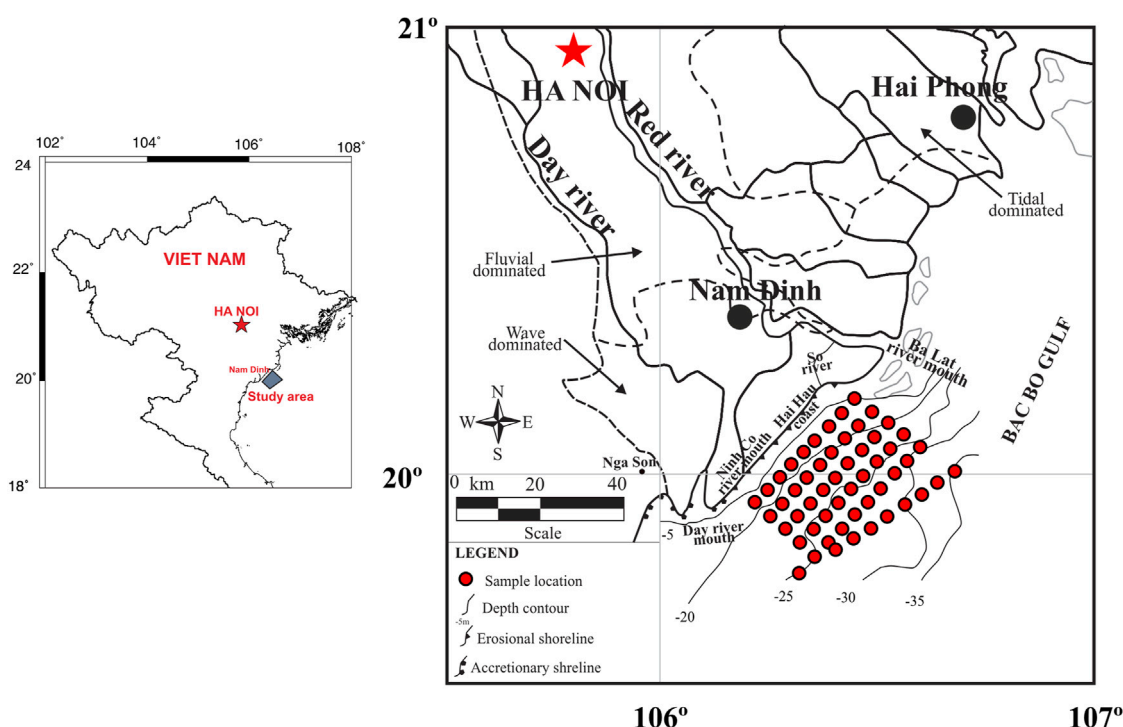 102°
104°
106°
108°
24
22°
20°
18°
VIET NAM
HA NOI
Nam Dinh
Study area
21°
20°
106°
107°
HA NOI
Hai Phong
Red river
Day river
Tidal
dominated
Fluvial
dominated
Nam Dinh
Wave
dominated
So
river
Ba Lat
river mouth
BAC BO GULF
Hai Hau
coast
Ninh Co
river mouth
N
W
E
S
Nga Son
0 km 20 40
Scale
-5
Day river
mouth
-20
-25
-30
-35
LEGEND
Sample location
Depth contour
-5m
Erosional shoreline
Accretionary shreline